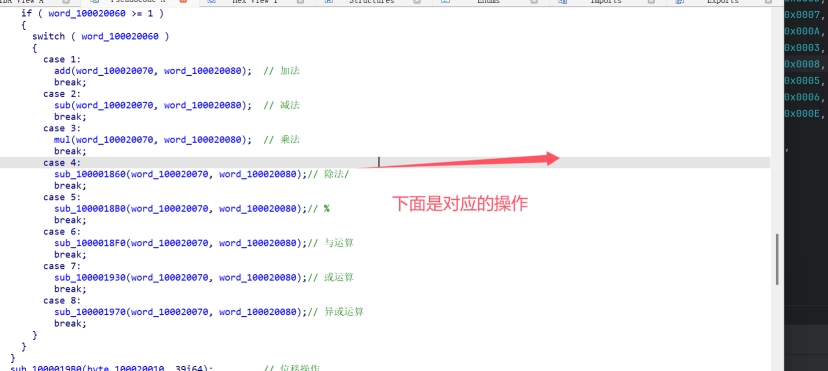 Hex View 1 Structures Enums Imports Exports
if ( word_100020060 >= 1 )
{
switch ( word_100020060 )
{
case 1:
add(word_100020070, word_100020080); // 加法
break;
case 2:
sub(word_100020070, word_100020080); // 减法
break;
case 3:
mul(word_100020070, word_100020080); // 乘法
break;
case 4:
sub_100001860(word_100020070, word_100020080);// 除法/
break;
case 5:
sub_1000018B0(word_100020070, word_100020080);// %
break;
case 6:
sub_1000018F0(word_100020070, word_100020080);// 与运算
break;
case 7:
sub_100001930(word_100020070, word_100020080);// 或运算
break;
case 8:
sub_100001970(word_100020070, word_100020080);// 异或运算
break;
}
}
}
sub_1000019B0(byte_100020010, 39i64); // 位移操作
下面是对应的操作
0x0007,
0x000A,
0x0003,
0x0008,
0x0005,
0x0006,
0x000E,
,